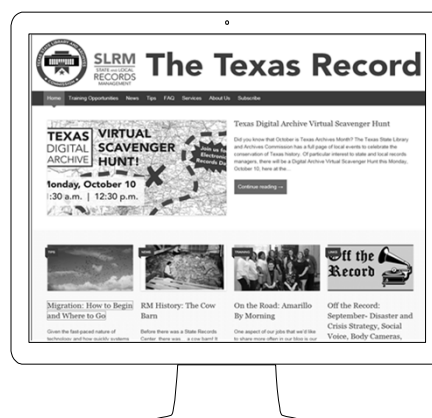 SLRM
STATE AND LOCAL
RECORDS
MANAGEMENT
The Texas Record
Home Training Opportunities News Tips FAQ Services About Us Subscribe
TEXAS
DIGITAL
ARCHIVE
VIRTUAL
SCAVENGER
HUNT!
Join us for
Electronic
Records Da
Monday, October 10
:30 a.m. | 12:30 p.m.
Texas Digital Archive Virtual Scavenger Hunt
Did you know that October is Texas Archives Month? The Texas State Library
and Archives Commission has a full page of local events to celebrate the
conservation of Texas history. Of particular interest to state and local records
managers, there will be a Digital Archive Virtual Scavenger Hunt this Monday,
October 10, here at the...
Continue reading →
Migration: How to Begin
and Where to Go
Given the fast-paced nature of
technology and how quickly systems
RM History: The Cow
Barn
Before there was a State Records
Center, there was... a cow barn! It
On the Road: Amarillo
By Morning
One aspect of our jobs that we'd like
to share more often in our blog is our
Off the
Record
Off the Record:
September- Disaster and
Crisis Strategy, Social
Voice, Body Cameras,